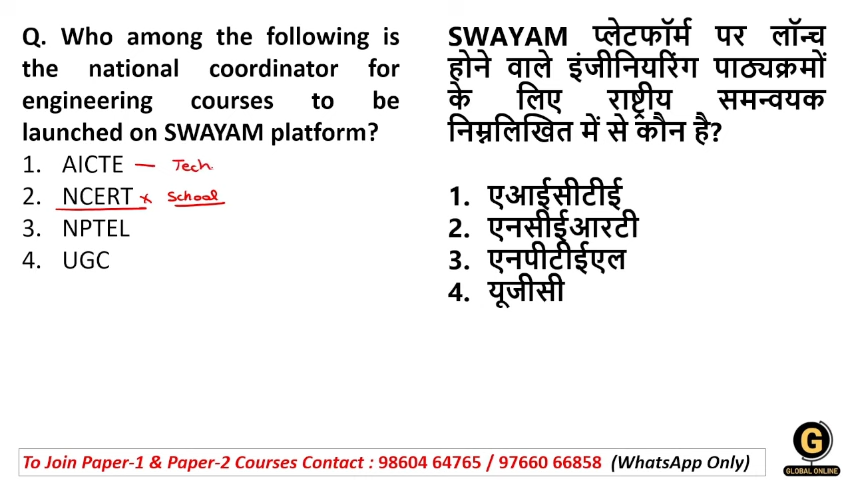 Q. Who among the following is
the national coordinator for
engineering courses to be
launched on SWAYAM platform?
1. AICTE — Tech.
2. NCERT x School
3. NPTEL
4. UGC
SWAYAM प्लेटफॉर्म पर लॉन्च
होने वाले इंजीनियरिंग पाठ्यक्रमों
के लिए राष्ट्रीय समन्वयक
निम्नलिखित में से कौन है?
1. एआईसीटीई
2. एनसीईआरटी
3. एनपीटीईएल
4. यूजीसी
To Join Paper-1 & Paper-2 Courses Contact : 98604 64765 / 97660 66858 (WhatsApp Only)
G
GLOBAL ONLINE